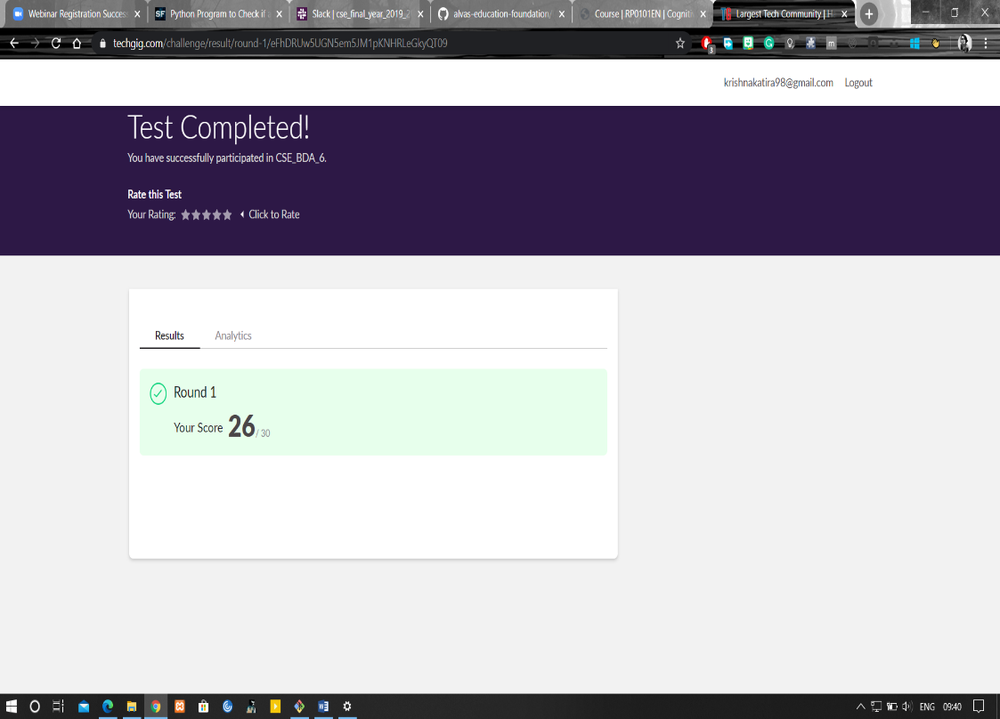 Webinar Registration Succes
Python Program to Check if
Slack | cse_final_year_2019_2
alvas-education-foundation/
Course | RP0101EN | Cogniti
Largest Tech Community | H
techgig.com/challenge/result/round-1/eFhDRUw5UGN5em5JM1pKNHRLeGkyQT09
krishnakatira98@gmail.com Logout
Test Completed!
You have successfully participated in CSE_BDA_6.
Rate this Test
Your Rating: Click to Rate
Results Analytics
Round 1
Your Score 26 / 30
ENG 09:40